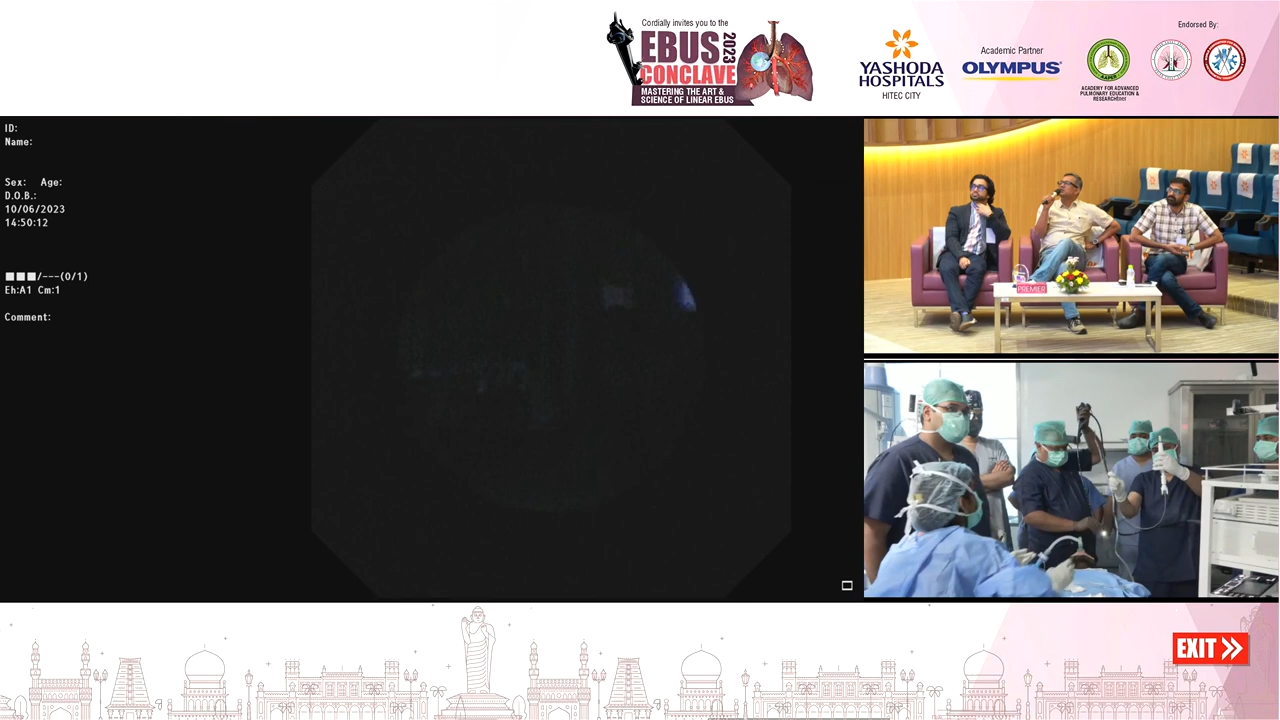 Cordially invites you to the
EBUS 2023
CONCLAVE
MASTERING THE ART &
SCIENCE OF LINEAR EBUS
YASHODA
HOSPITALS
HITEC CITY
Academic Partner
OLYMPUS
Endorsed By:
ACADEMY FOR ADVANCED
PULMONARY EDUCATION &
ID:
Name:
Sex: Age:
D.O.B.:
10/06/2023
14:50:12
■■■/---(0/1)
Eh:A1 Cm:1
Comment:
PREMIER
EXIT